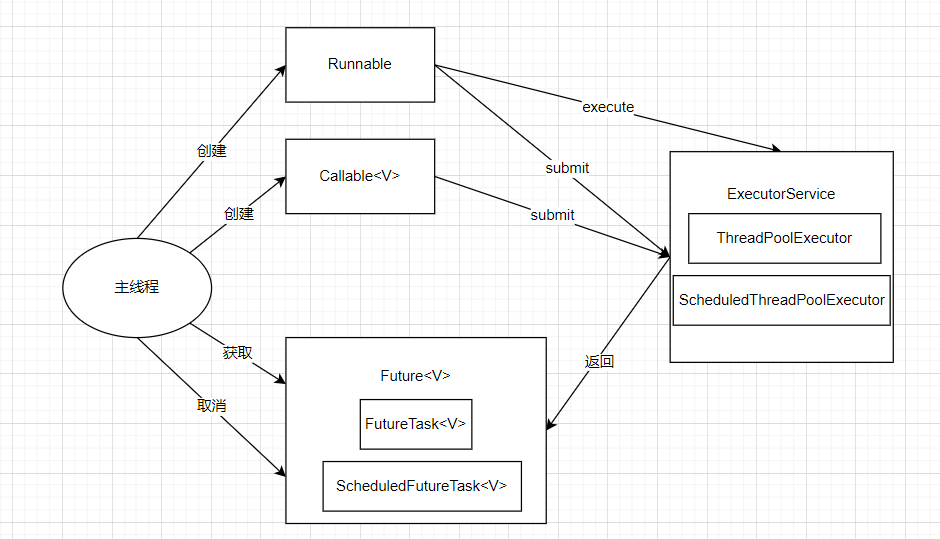 Runnable
execute
创建
submit
Callable<V>
创建
submit
ExecutorService
ThreadPoolExecutor
主线程
ScheduledThreadPoolExecutor
获取
返回
Future<V>
取消
FutureTask<V>
ScheduledFutureTask<V>